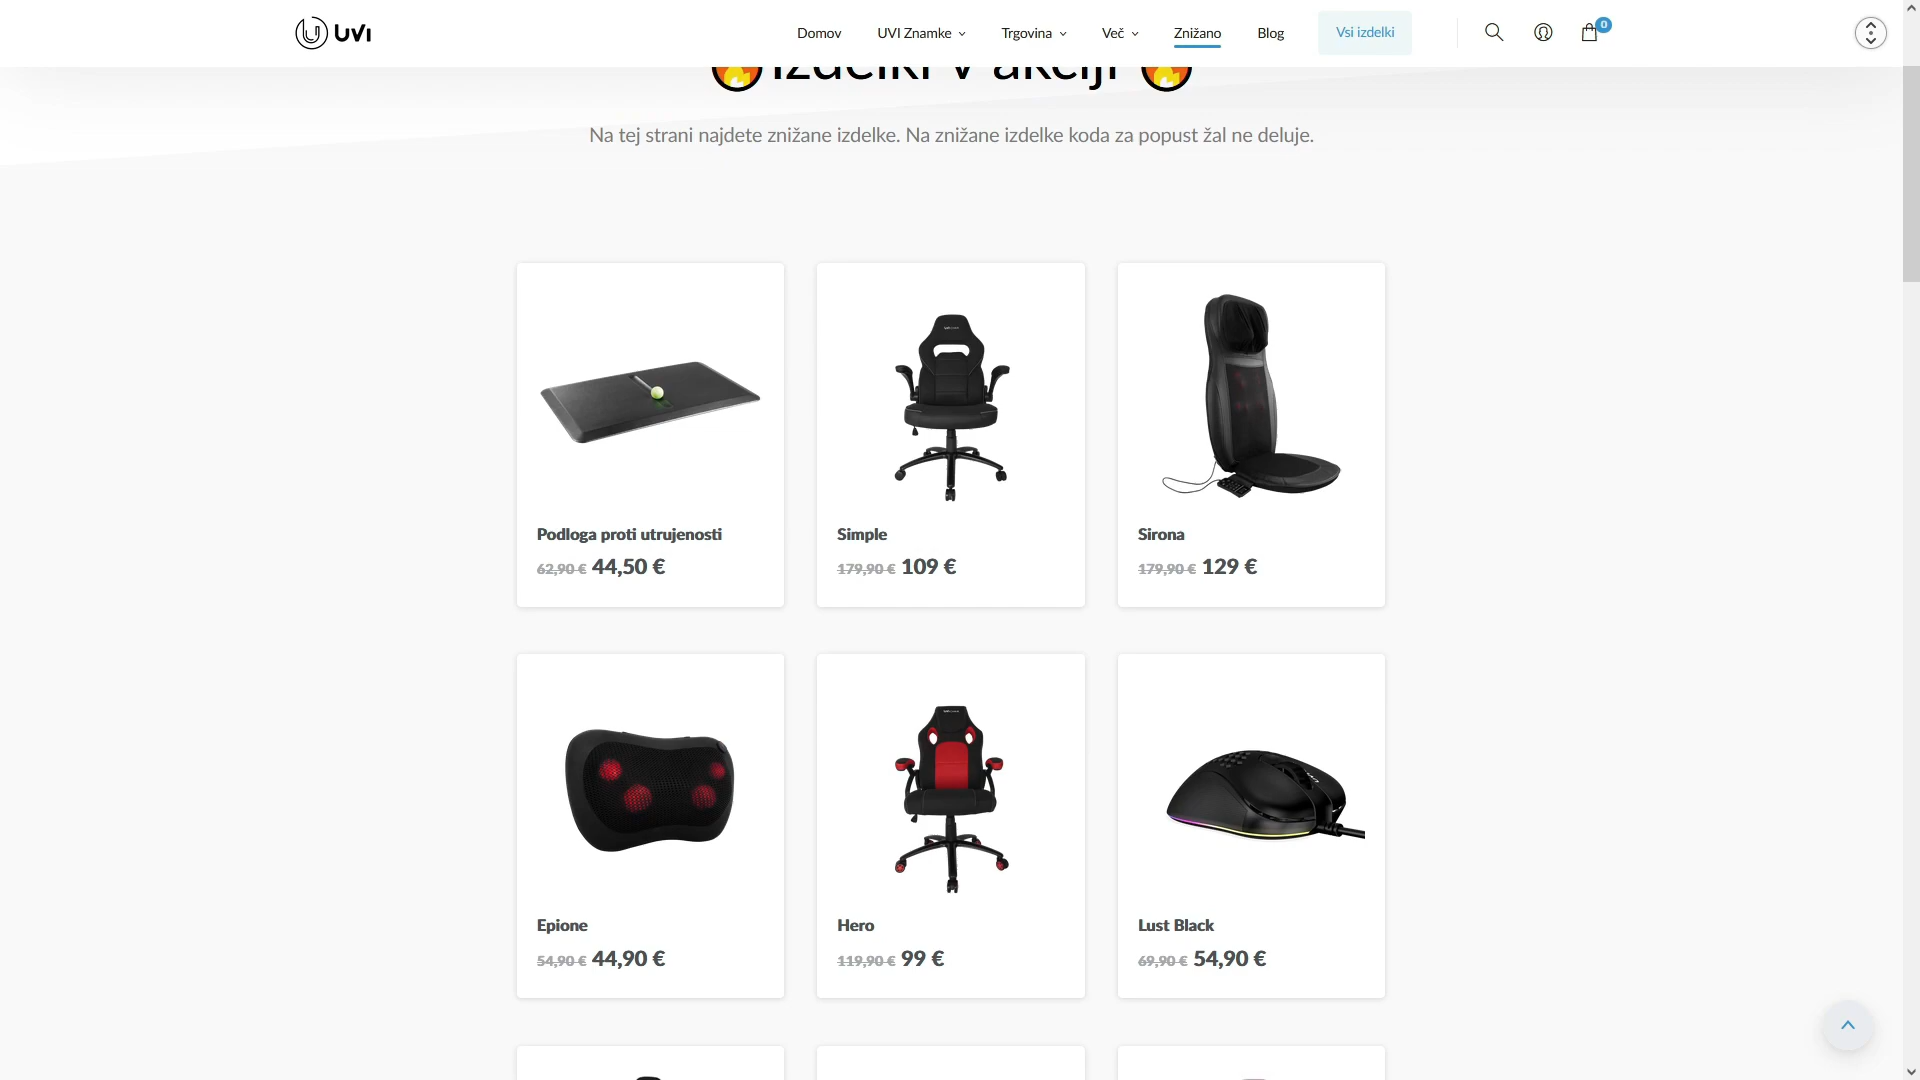 UVI
Domov
UVI Znamke
Trgovina
Več
Znižano
Blog
Vsi izdelki
0
Izdelki v akciji
Na tej strani najdete znižane izdelke. Na znižane izdelke koda za popust žal ne deluje.
Podloga proti utrujenosti
62,90 € 44,50 €
Simple
179,90 € 109 €
Sirona
179,90 € 129 €
Epione
54,90 € 44,90 €
Hero
119,90 € 99 €
Lust Black
69,90 € 54,90 €